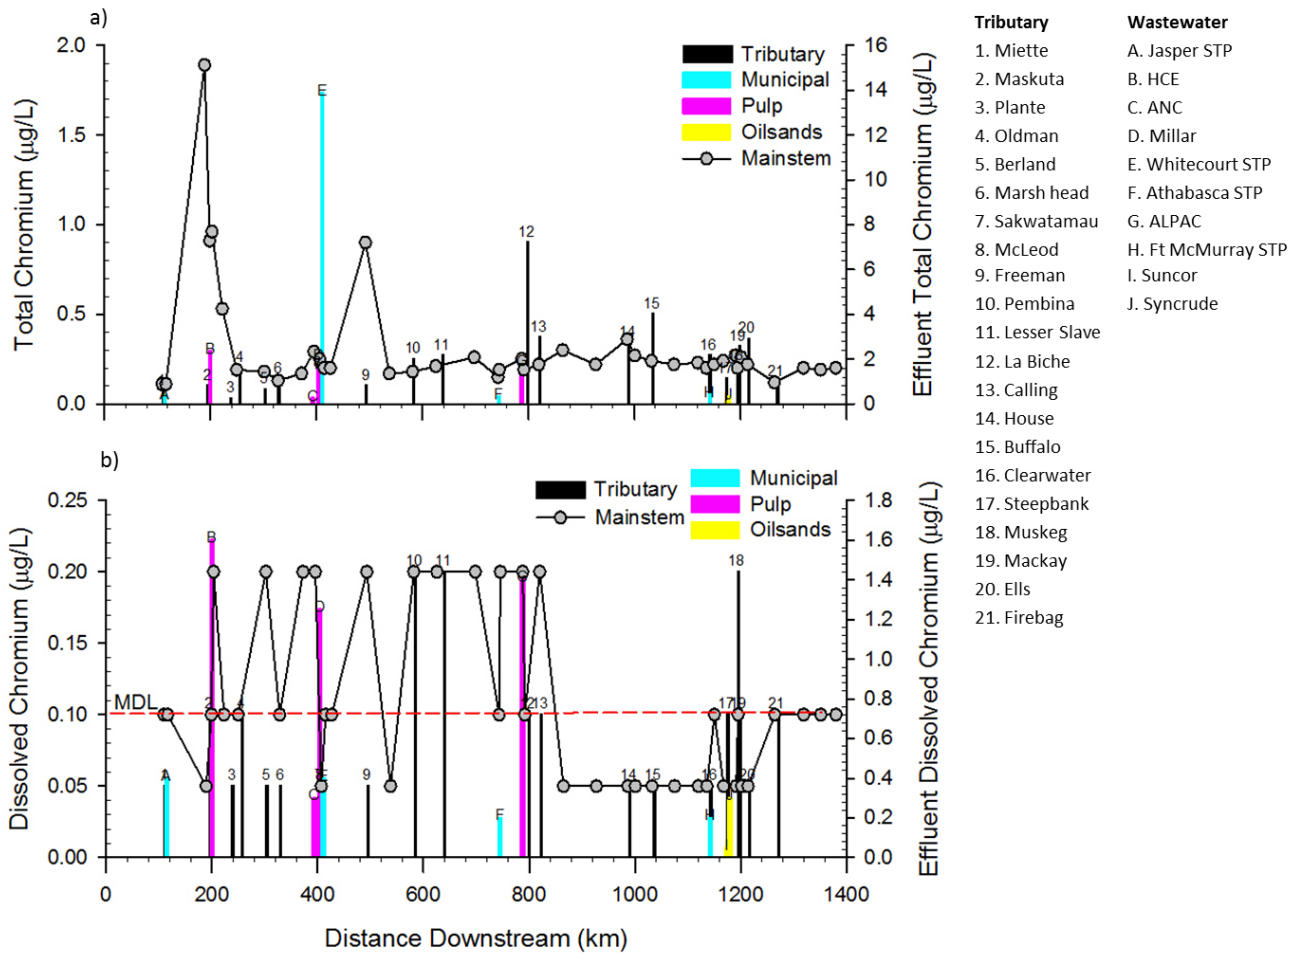 a)
2.0
1.5
1.0
0.5
0.0
Total Chromium (µg/L)
16
14
12
10
8
6
4
2
0
Effluent Total Chromium (µg/L)
Tributary
Municipal
Pulp
Oilsands
Mainstem
A
2
B
3
4
5
6
C
E
9
10
11
F
12
13
14
15
16
H
17
J
19
20
21
b)
0.25
0.20
0.15
0.10
0.05
0.00
Dissolved Chromium (µg/L)
1.8
1.6
1.4
1.2
1.0
0.8
0.6
0.4
0.2
0.0
Effluent Dissolved Chromium (µg/L)
Tributary
Mainstem
Municipal
Pulp
Oilsands
MDL
A
2
B
3
4
5
6
C
D
E
9
10
11
F
12
13
14
15
16
H
17
18
19
20
21
0 200 400 600 800 1000 1200 1400
Distance Downstream (km)
Tributary
1. Miette
2. Maskuta
3. Plante
4. Oldman
5. Berland
6. Marsh head
7. Sakwatamau
8. McLeod
9. Freeman
10. Pembina
11. Lesser Slave
12. La Biche
13. Calling
14. House
15. Buffalo
16. Clearwater
17. Steepbank
18. Muskeg
19. Mackay
20. Ells
21. Firebag
Wastewater
A. Jasper STP
B. HCE
C. ANC
D. Millar
E. Whitecourt STP
F. Athabasca STP
G. ALPAC
H. Ft McMurray STP
I. Suncor
J. Syncrude